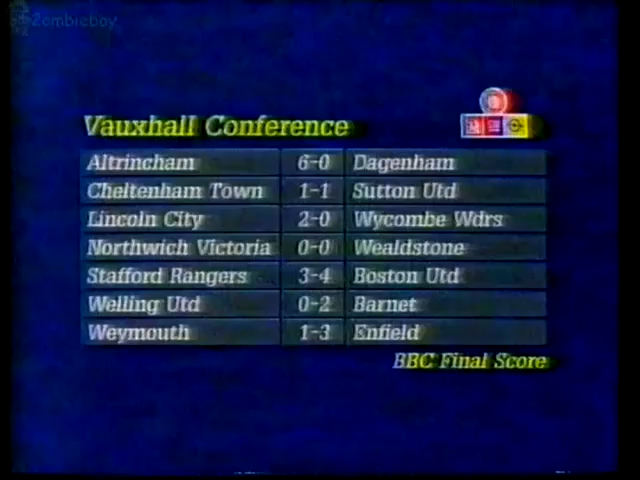 2ombieboy
Vauxhall Conference
Altrincham 6-0 Dagenham
Cheltenham Town 1-1 Sutton Utd
Lincoln City 2-0 Wycombe Wdrs
Northwich Victoria 0-0 Wealdstone
Stafford Rangers 3-4 Boston Utd
Welling Utd 0-2 Barnet
Weymouth 1-3 Enfield
BBC Final Score